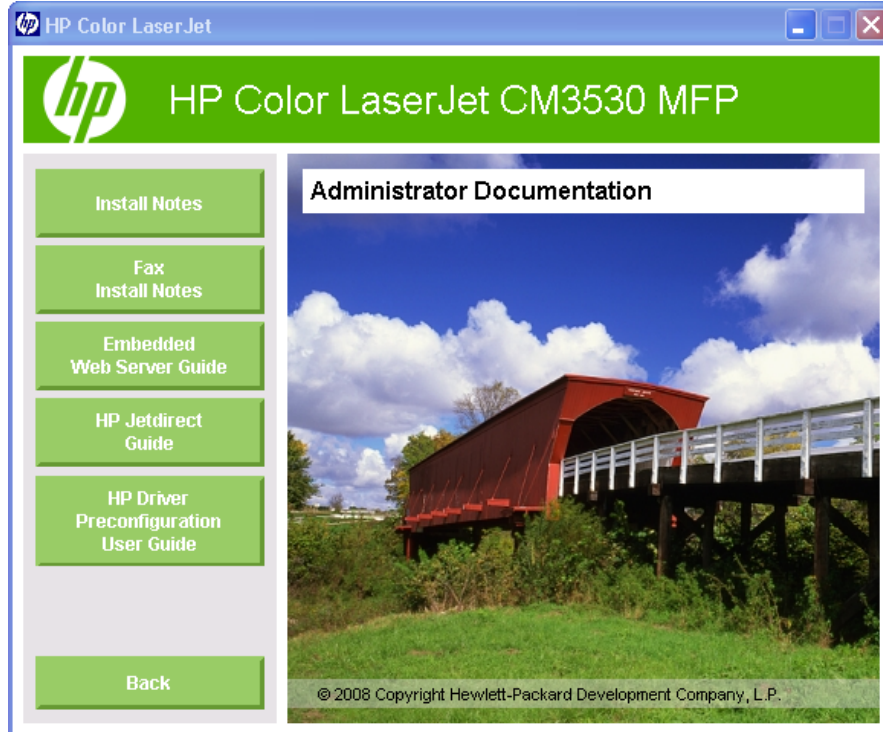 HP Color LaserJet
hp
HP Color LaserJet CM3530 MFP
Install Notes
Fax
Install Notes
Embedded
Web Server Guide
HP Jetdirect
Guide
HP Driver
Preconfiguration
User Guide
Back
Administrator Documentation
© 2008 Copyright Hewlett-Packard Development Company, L.P.